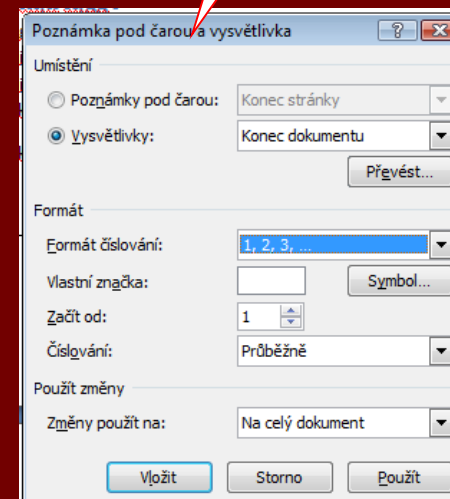 Poznámka pod čarou a vysvětlivka
Umístění
Poznámky pod čarou: Konec stránky
Vysvětlivky: Konec dokumentu
Převést...
Formát
Formát číslování: 1, 2, 3, ...
Vlastní značka: Symbol...
Začít od: 1
Číslování: Průběžně
Použít změny
Změny použít na: Na celý dokument
Vložit Storno Použít